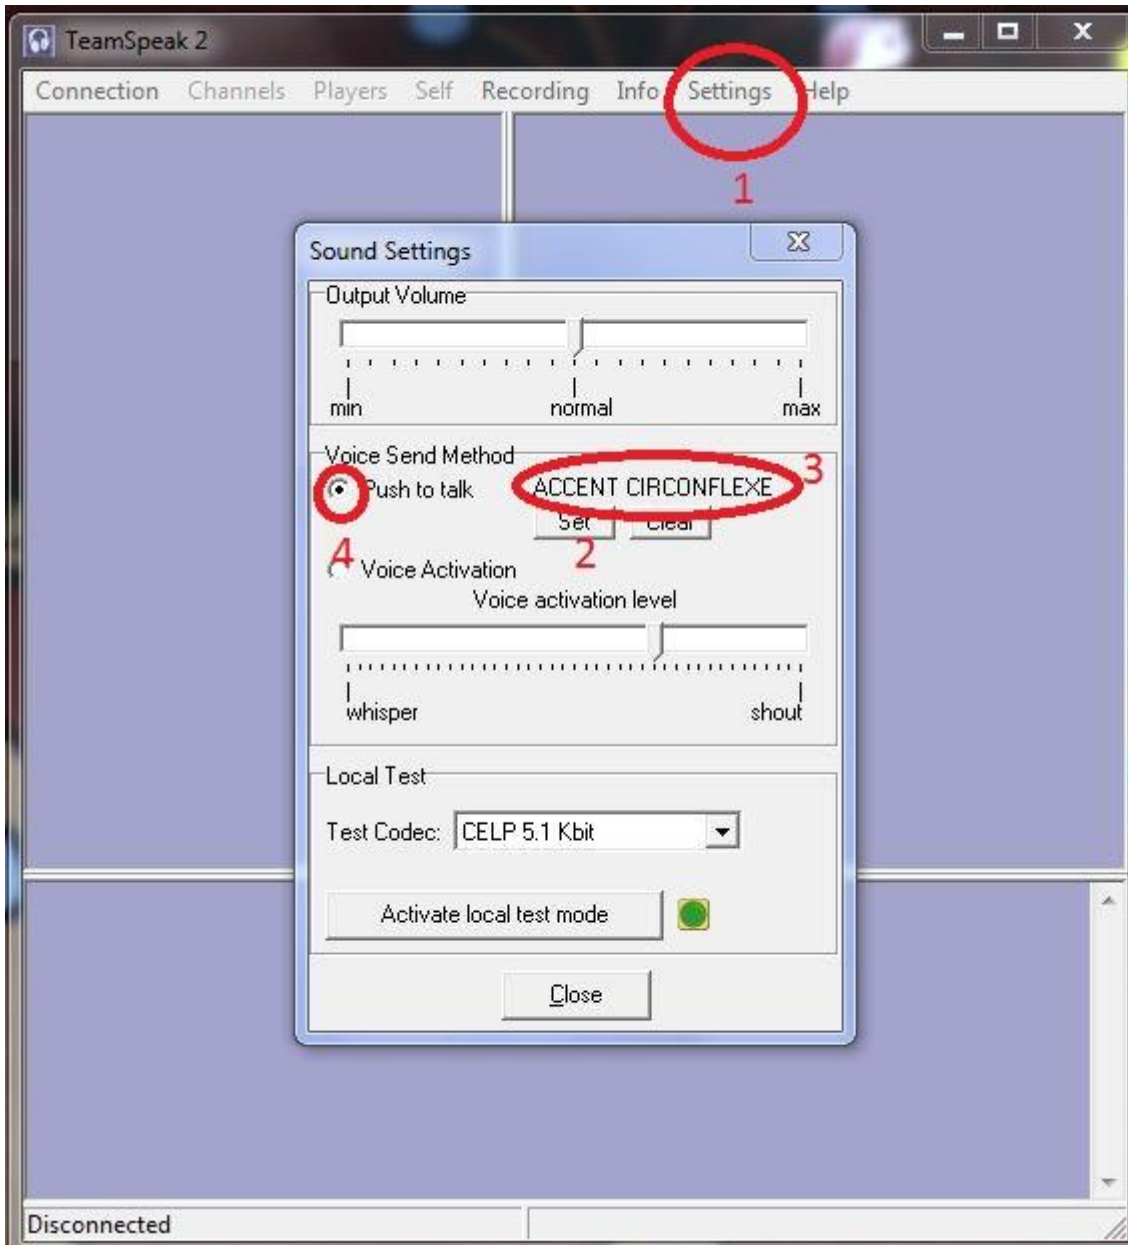 TeamSpeak 2
Connection Channels Players Self Recording Info Settings Help
1
Sound Settings
Output Volume
min normal max
Voice Send Method
Push to talk ACCENT CIRCONFLEXE 3
Set Clear
4 2
Voice Activation
Voice activation level
whisper shout
Local Test
Test Codec: CELP 5.1 Kbit
Activate local test mode
Close
Disconnected